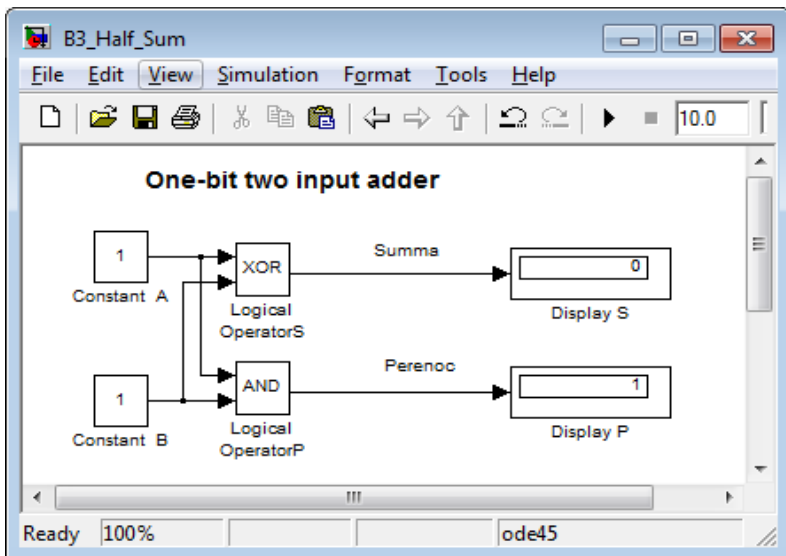 B3_Half_Sum
File Edit View Simulation Format Tools Help
10.0
One-bit two input adder
1
Constant A
XOR
Logical
OperatorS
Summa
0
Display S
1
Constant B
AND
Logical
OperatorP
Perenoc
1
Display P
Ready 100% ode45